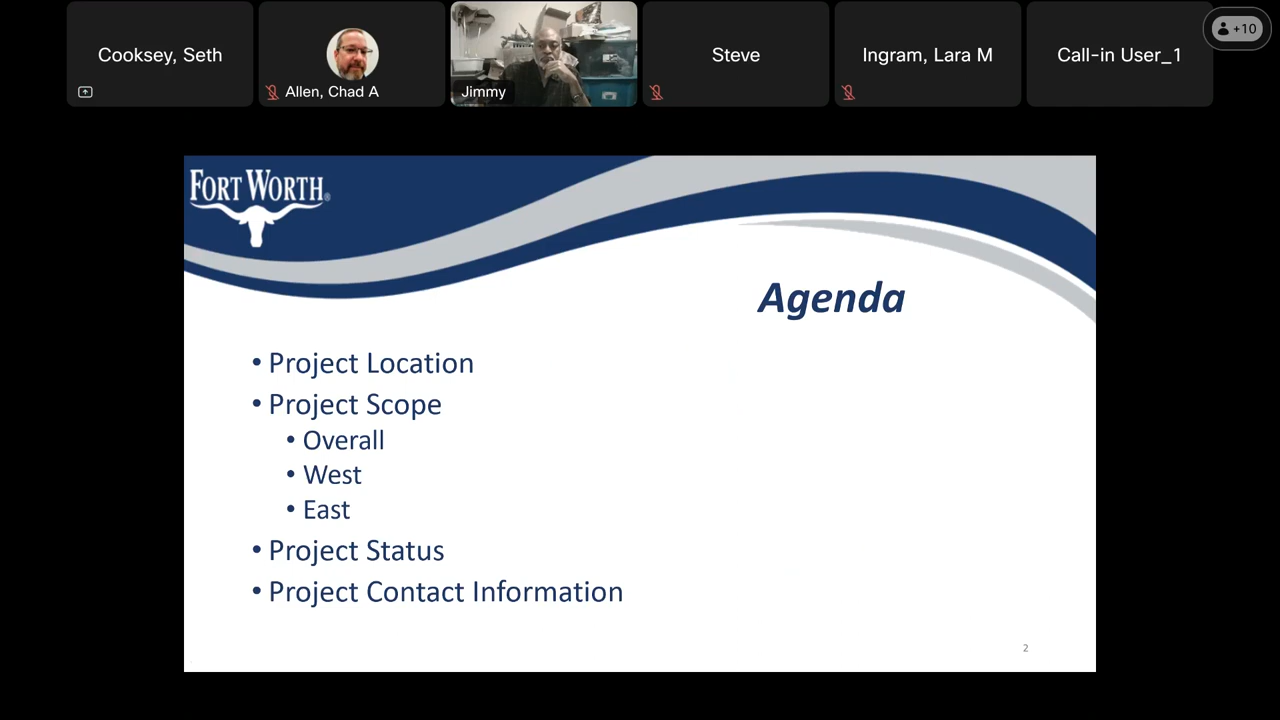 Cooksey, Seth
Allen, Chad A
Jimmy
Steve
Ingram, Lara M
Call-in User_1
+10
FORT WORTH®
Agenda
• Project Location
• Project Scope
• Overall
• West
• East
• Project Status
• Project Contact Information
2